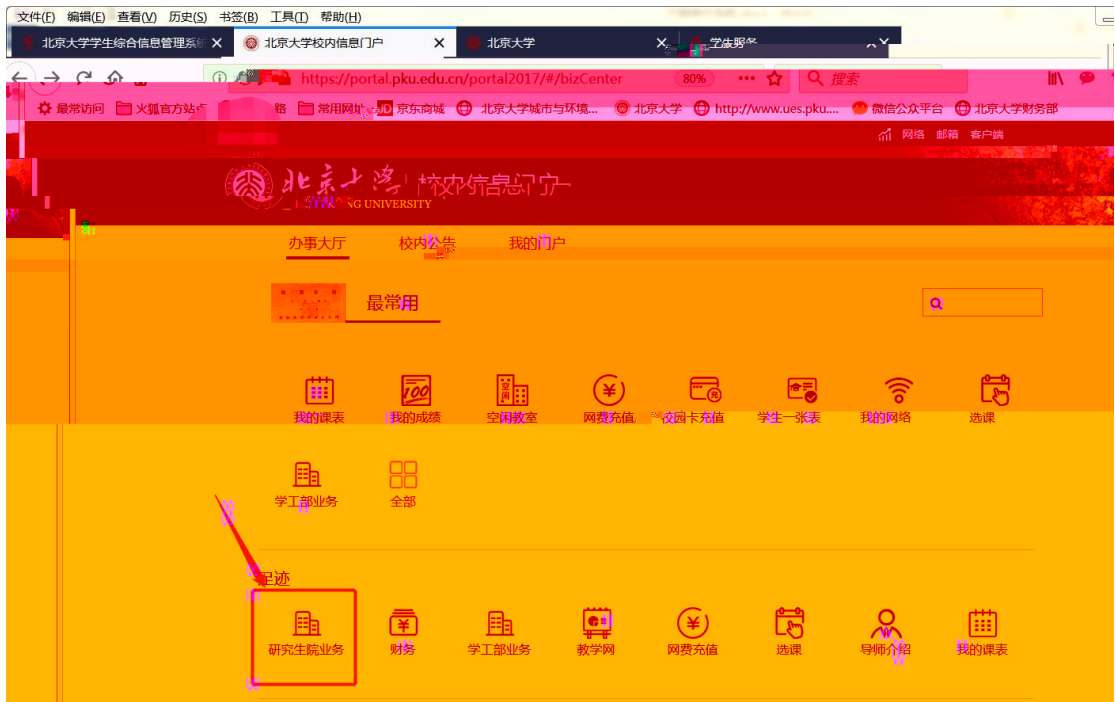 文件(F) 编辑(E) 查看(V) 历史(S) 书签(B) 工具(T) 帮助(H)
北京大学学生综合信息管理系统 × 北京大学校内信息门户 × 北京大学 ×
https://portal.pku.edu.cn/portal2017/#/bizCenter 80% 搜索
最常访问 火狐官方站点 常用网址 JD 京东商城 北京大学城市与环境... 北京大学 http://www.ues.pku.... 微信公众平台 北京大学财务部
网络 邮箱 客户端
北京大学 校内信息门户
UNIVERSITY
办事大厅 校内公告 我的门户
最常用
我的课表 我的成绩 空闲教室 网费充值 校园卡充值 学生一张表 我的网络 选课
学工部业务 全部
足迹
研究生院业务 财务 学工部业务 教学网 网费充值 选课 导师介绍 我的课表